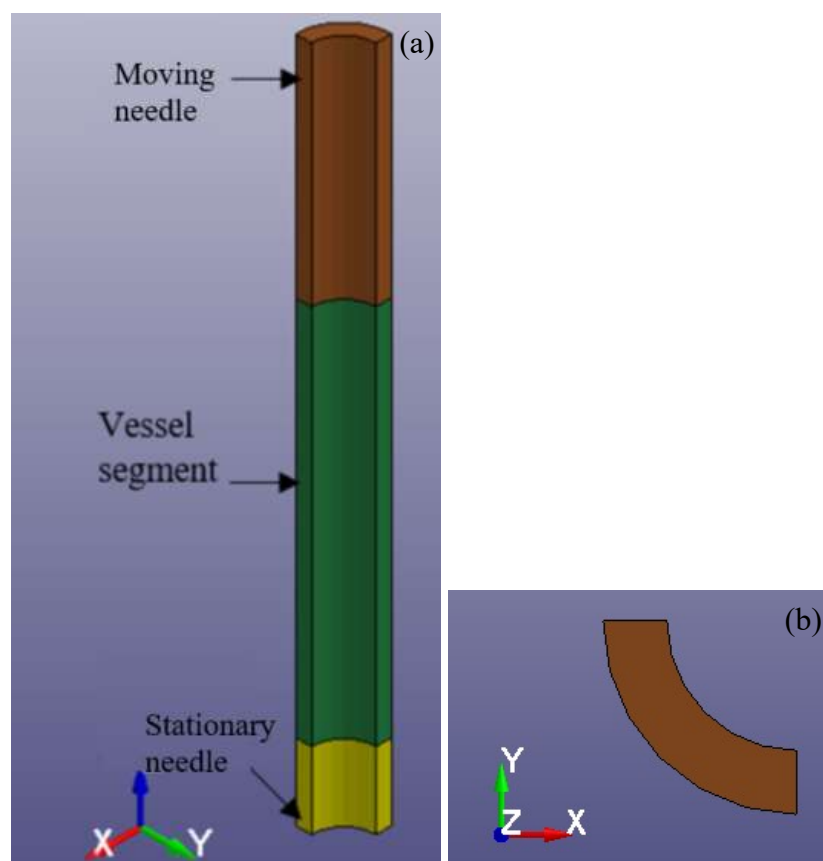 (a)
Moving
needle
Vessel
segment
Stationary
needle
X
Y
(b)
Y
Z
X